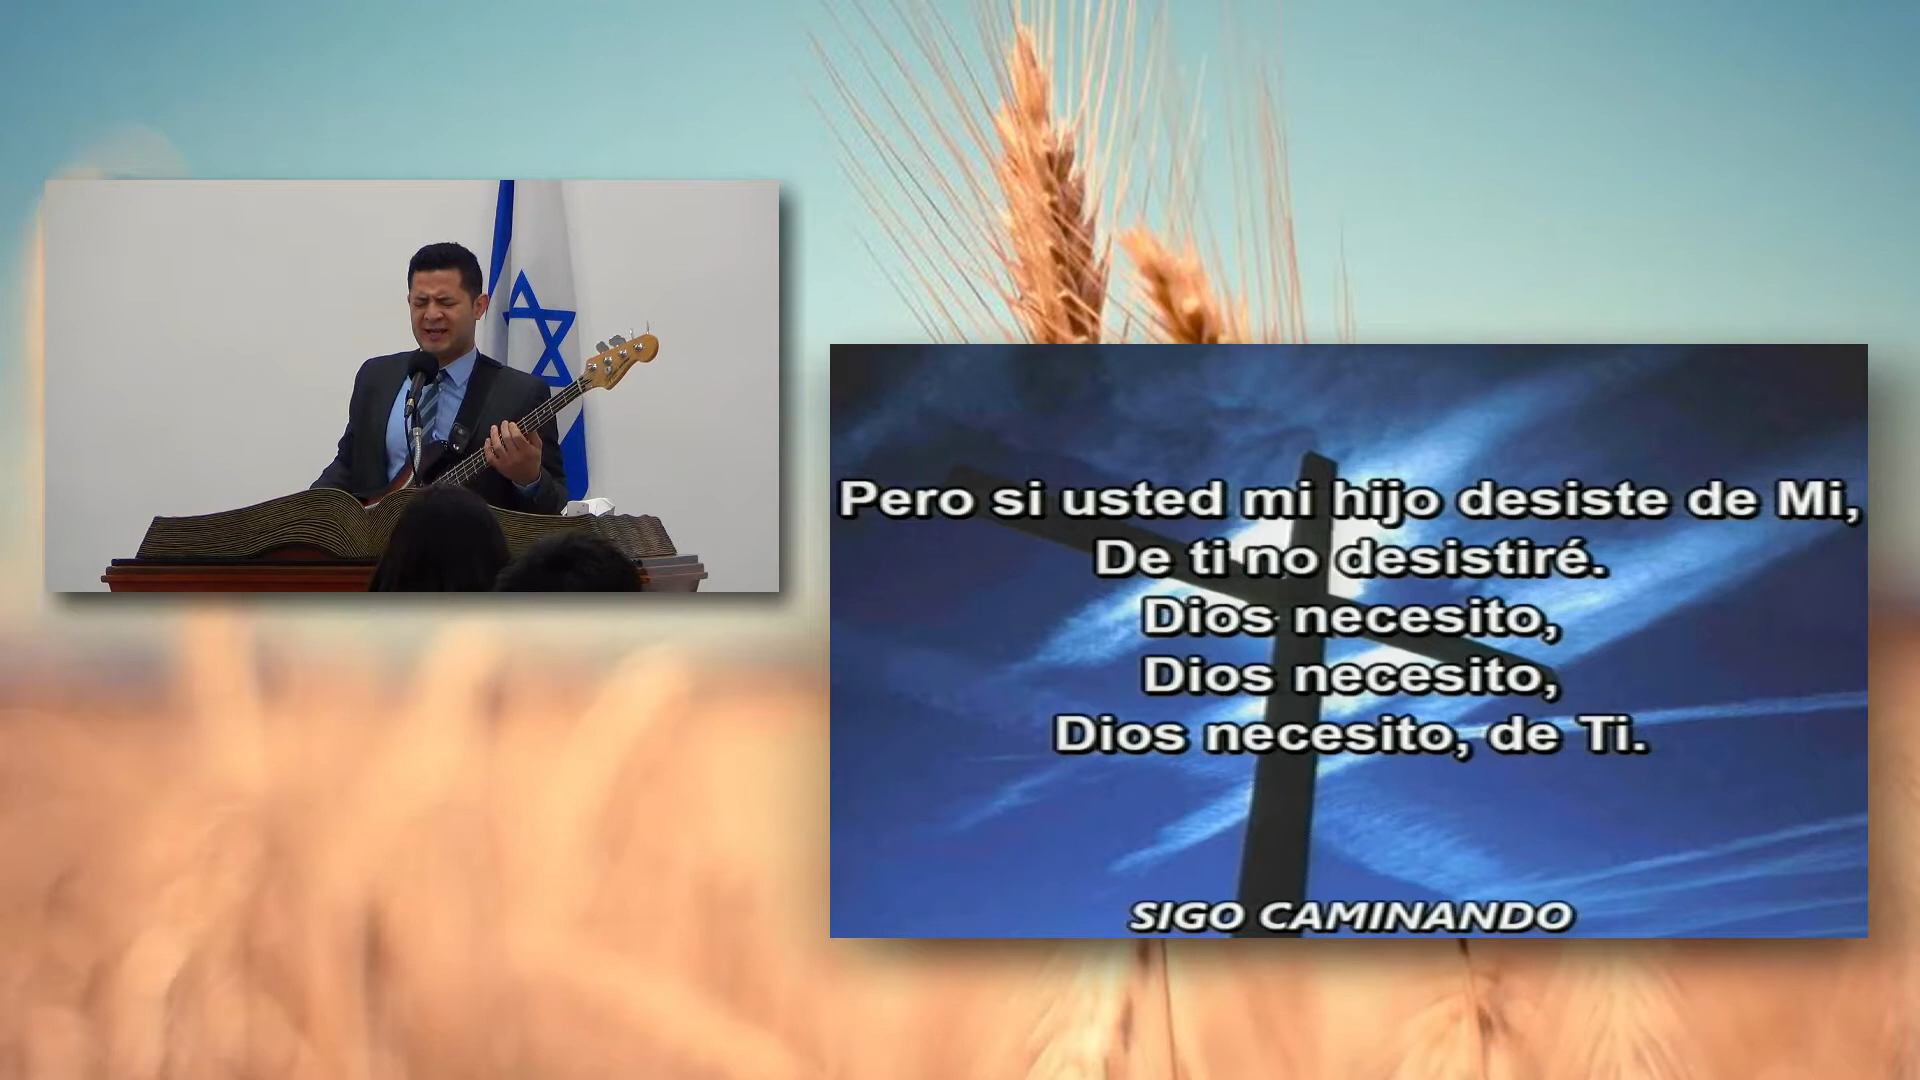 Pero si usted mi hijo desiste de Mi,
De ti no desistiré.
Dios necesito,
Dios necesito,
Dios necesito, de Ti.
SIGO CAMINANDO